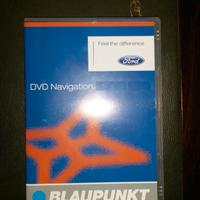 Feel the difference
Ford
DVD Navigation
BLAUPUNKT